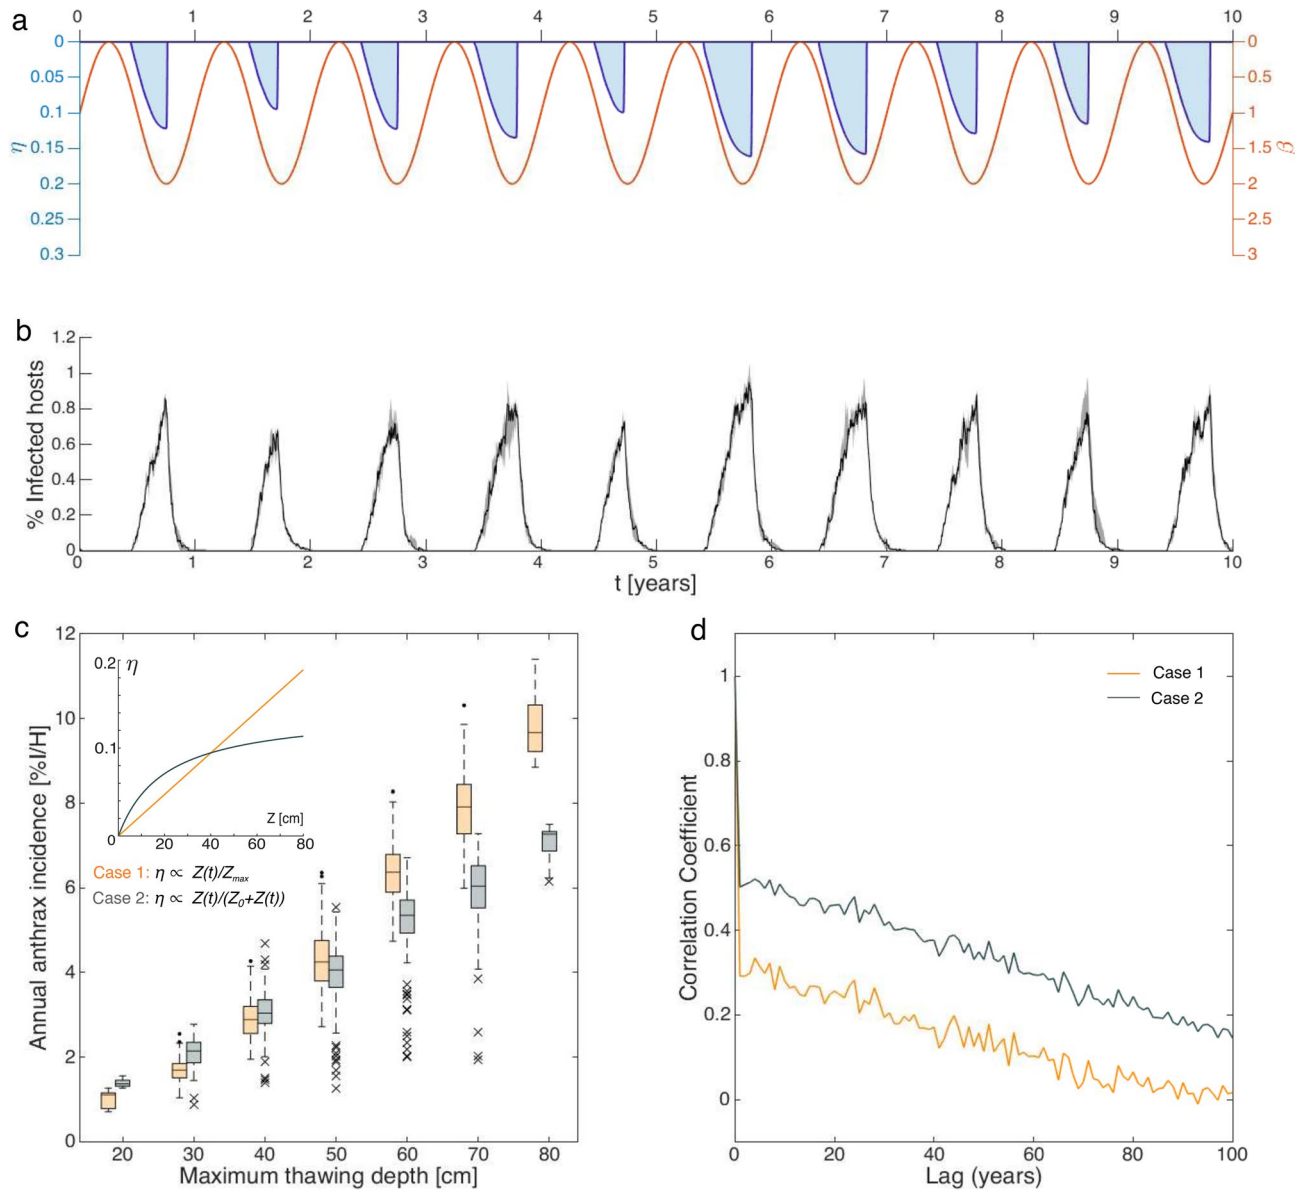 a
0 1 2 3 4 5 6 7 8 9 10
0 0
0.05 0.5
0.1 1
η 0.15 1.5 β
0.2 2
0.25 2.5
0.3 3
b
1.2
1
0.8
0.6
0.4
0.2
0
% Infected hosts
0 1 2 3 4 5 6 7 8 9 10
t [years]
c
12
10
8
6
4
2
0
Annual anthrax incidence [%I/H]
0.2 η
0.1
0
Z [cm]
20 40 60 80
Case 1: η ∝ Z(t)/Zmax
Case 2: η ∝ Z(t)/(Z0+Z(t))
20 30 40 50 60 70 80
Maximum thawing depth [cm]
d
1
0.8
0.6
0.4
0.2
0
Correlation Coefficient
Case 1
Case 2
0 20 40 60 80 100
Lag (years)